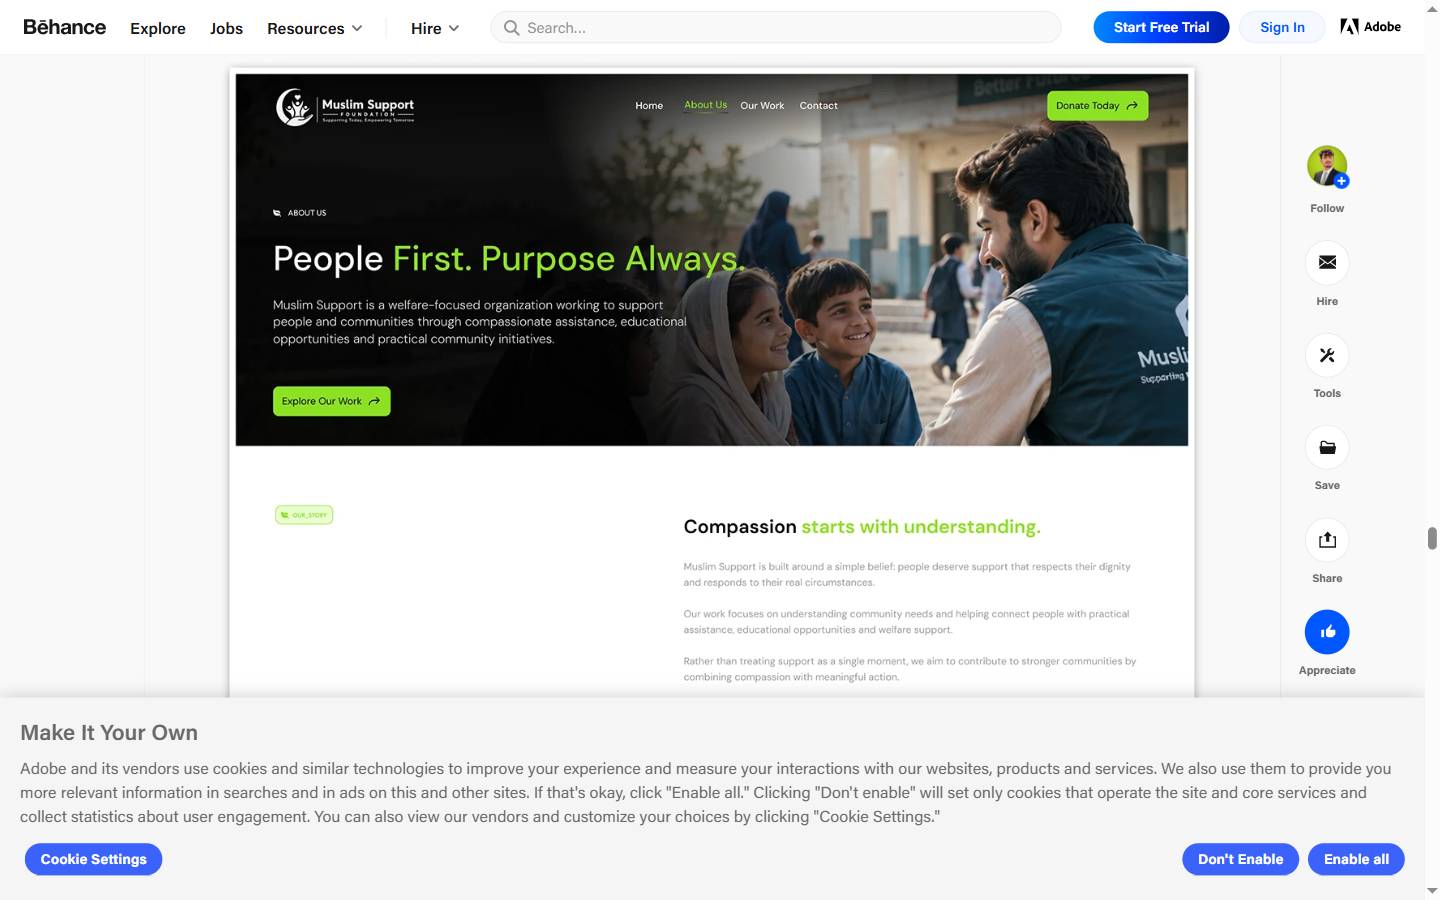 Bēhance
Explore
Jobs
Resources
Hire
Search...
Start Free Trial
Sign In
Adobe
Better Futures
Muslim Support
FOUNDATION
Supporting Today, Empowering Tomorrow
Home
About Us
Our Work
Contact
Donate Today
ABOUT US
People First. Purpose Always.
Muslim Support is a welfare-focused organization working to support
people and communities through compassionate assistance, educational
opportunities and practical community initiatives.
Explore Our Work
Musli
Supporting
OUR_STORY
Compassion starts with understanding.
Muslim Support is built around a simple belief: people deserve support that respects their dignity
and responds to their real circumstances.
Our work focuses on understanding community needs and helping connect people with practical
assistance, educational opportunities and welfare support.
Rather than treating support as a single moment, we aim to contribute to stronger communities by
combining compassion with meaningful action.
Follow
Hire
Tools
Save
Share
Appreciate
Make It Your Own
Adobe and its vendors use cookies and similar technologies to improve your experience and measure your interactions with our websites, products and services. We also use them to provide you
more relevant information in searches and in ads on this and other sites. If that's okay, click "Enable all." Clicking "Don't enable" will set only cookies that operate the site and core services and
collect statistics about user engagement. You can also view our vendors and customize your choices by clicking "Cookie Settings."
Cookie Settings
Don't Enable
Enable all